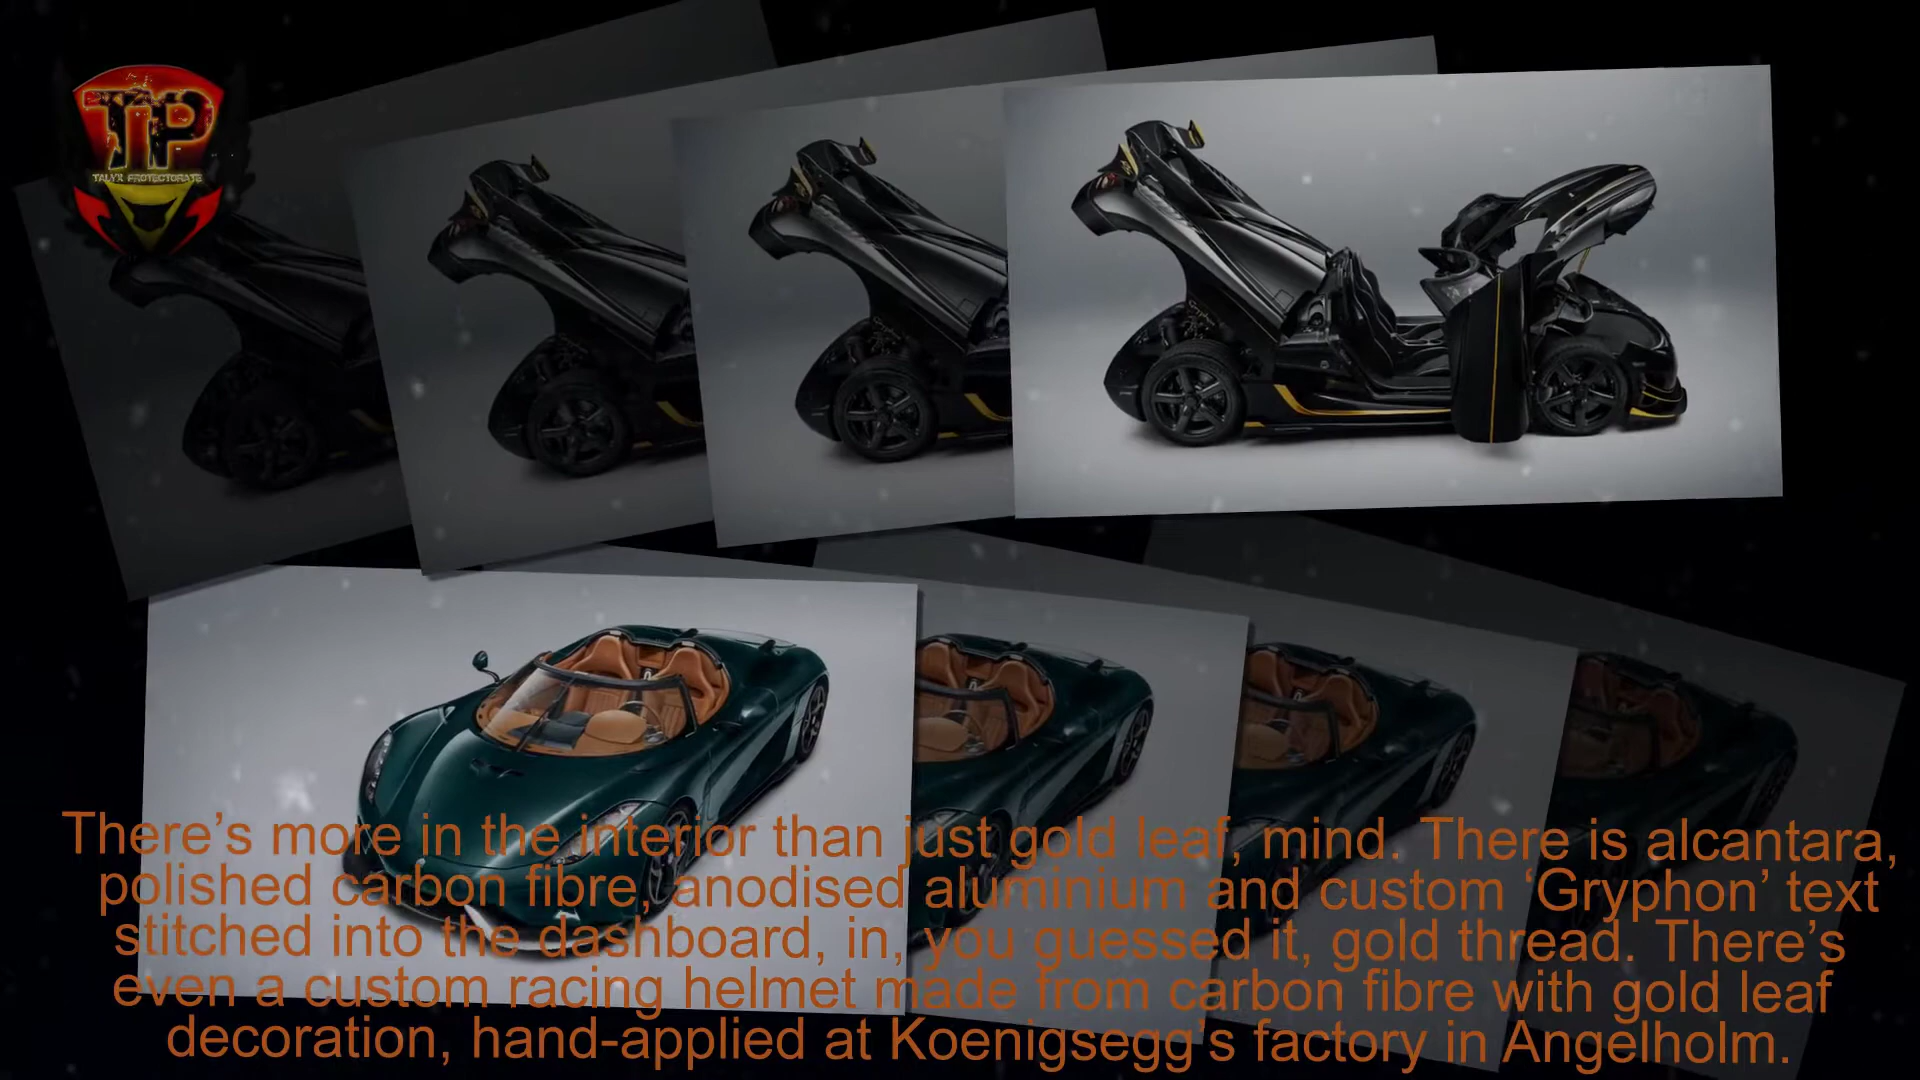 TP
TALYX PROTECTORATE
There’s more in the interior than just gold leaf, mind. There is alcantara,
polished carbon fibre, anodised aluminium and custom ‘Gryphon’ text
stitched into the dashboard, in, you guessed it, gold thread. There’s
even a custom racing helmet made from carbon fibre with gold leaf
decoration, hand-applied at Koenigsegg’s factory in Angelholm.